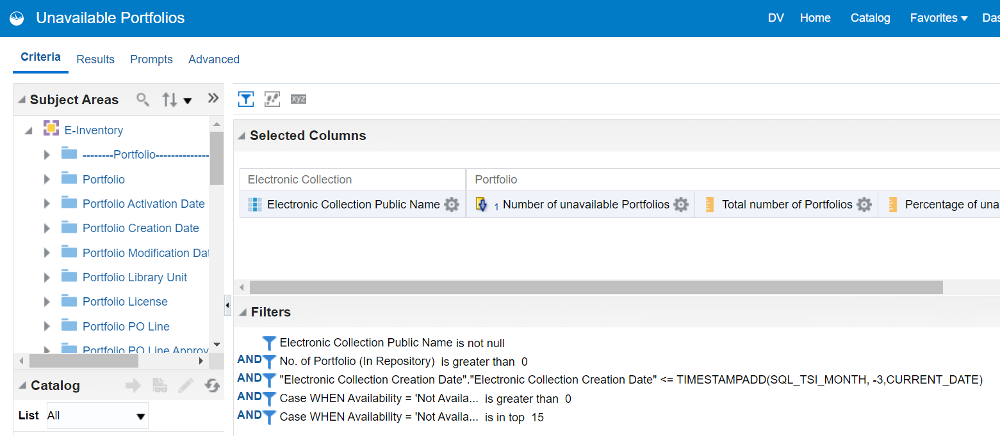 Unavailable Portfolios
DV Home Catalog Favorites Das
Criteria Results Prompts Advanced
Subject Areas
E-Inventory
--------Portfolio--------------
Portfolio
Portfolio Activation Date
Portfolio Creation Date
Portfolio Modification Dat
Portfolio Library Unit
Portfolio License
Portfolio PO Line
Portfolio PO Line Approv
Catalog
List All
xyz
Selected Columns
Electronic Collection Portfolio
Electronic Collection Public Name 1 Number of unavailable Portfolios Total number of Portfolios Percentage of una
Filters
Electronic Collection Public Name is not null
AND No. of Portfolio (In Repository) is greater than 0
AND "Electronic Collection Creation Date"."Electronic Collection Creation Date" <= TIMESTAMPADD(SQL_TSI_MONTH, -3,CURRENT_DATE)
AND Case WHEN Availability = 'Not Availa... is greater than 0
AND Case WHEN Availability = 'Not Availa... is in top 15